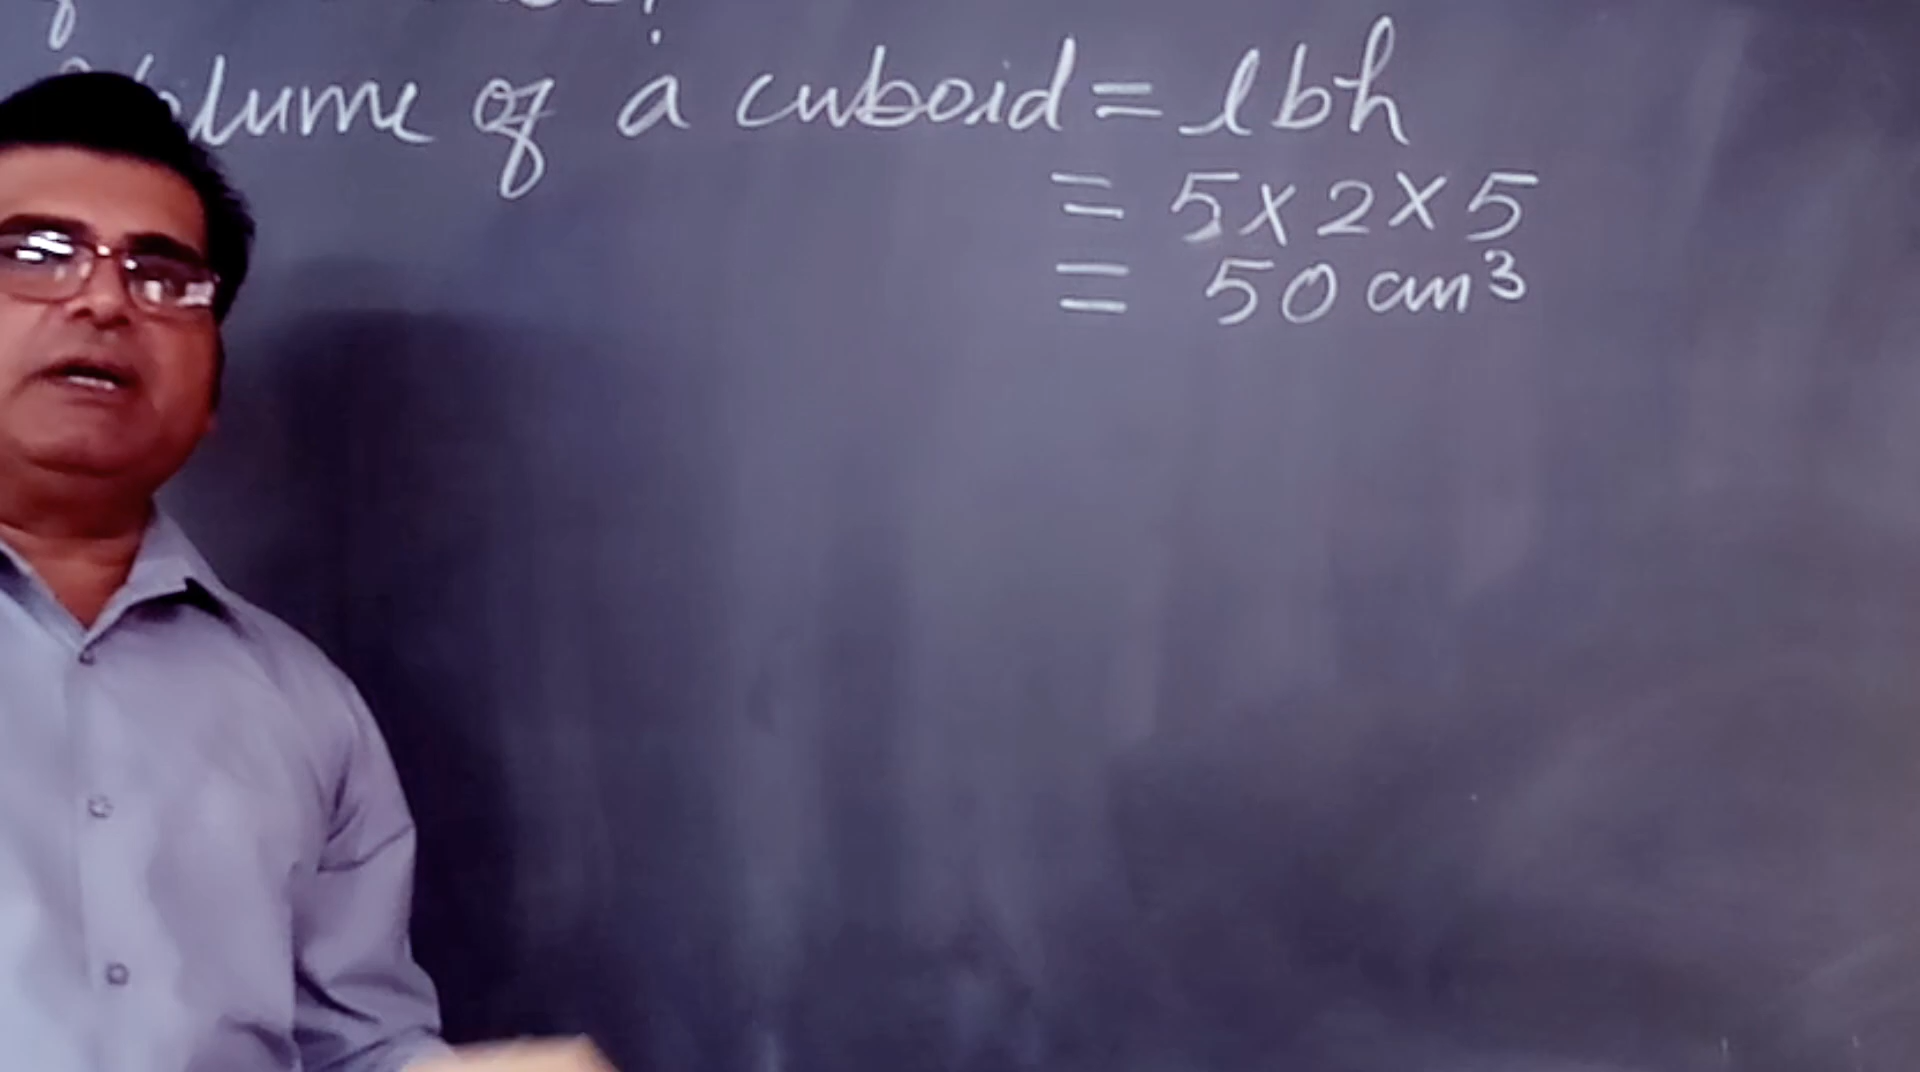 Volume of a cuboid = lbh
= 5 × 2 × 5
= 50 cm³